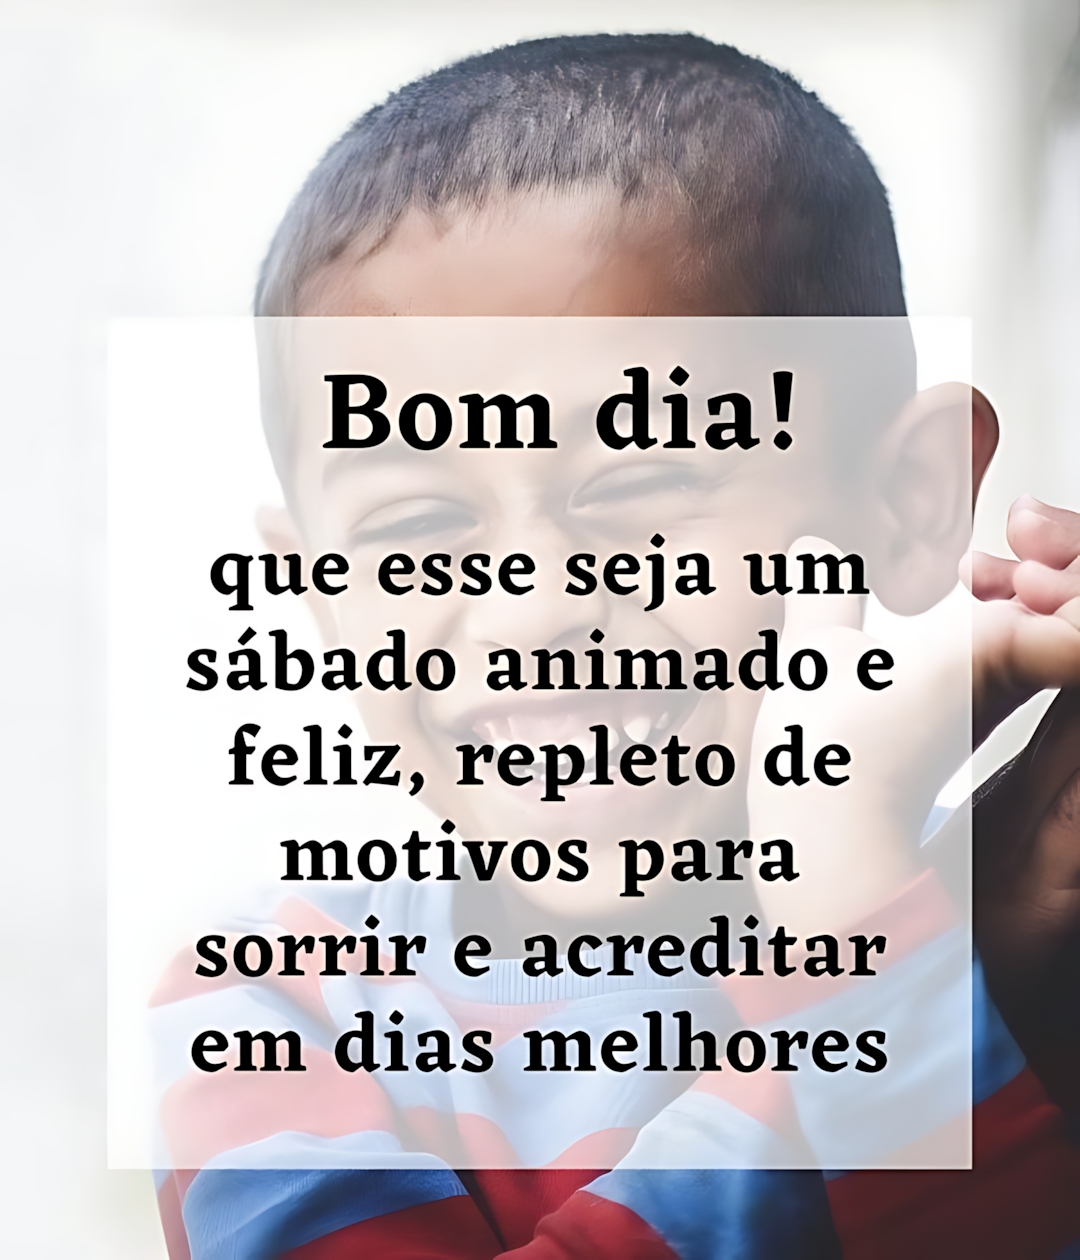 Bom dia!
que esse seja um
sábado animado e
feliz, repleto de
motivos para
sorrir e acreditar
em dias melhores